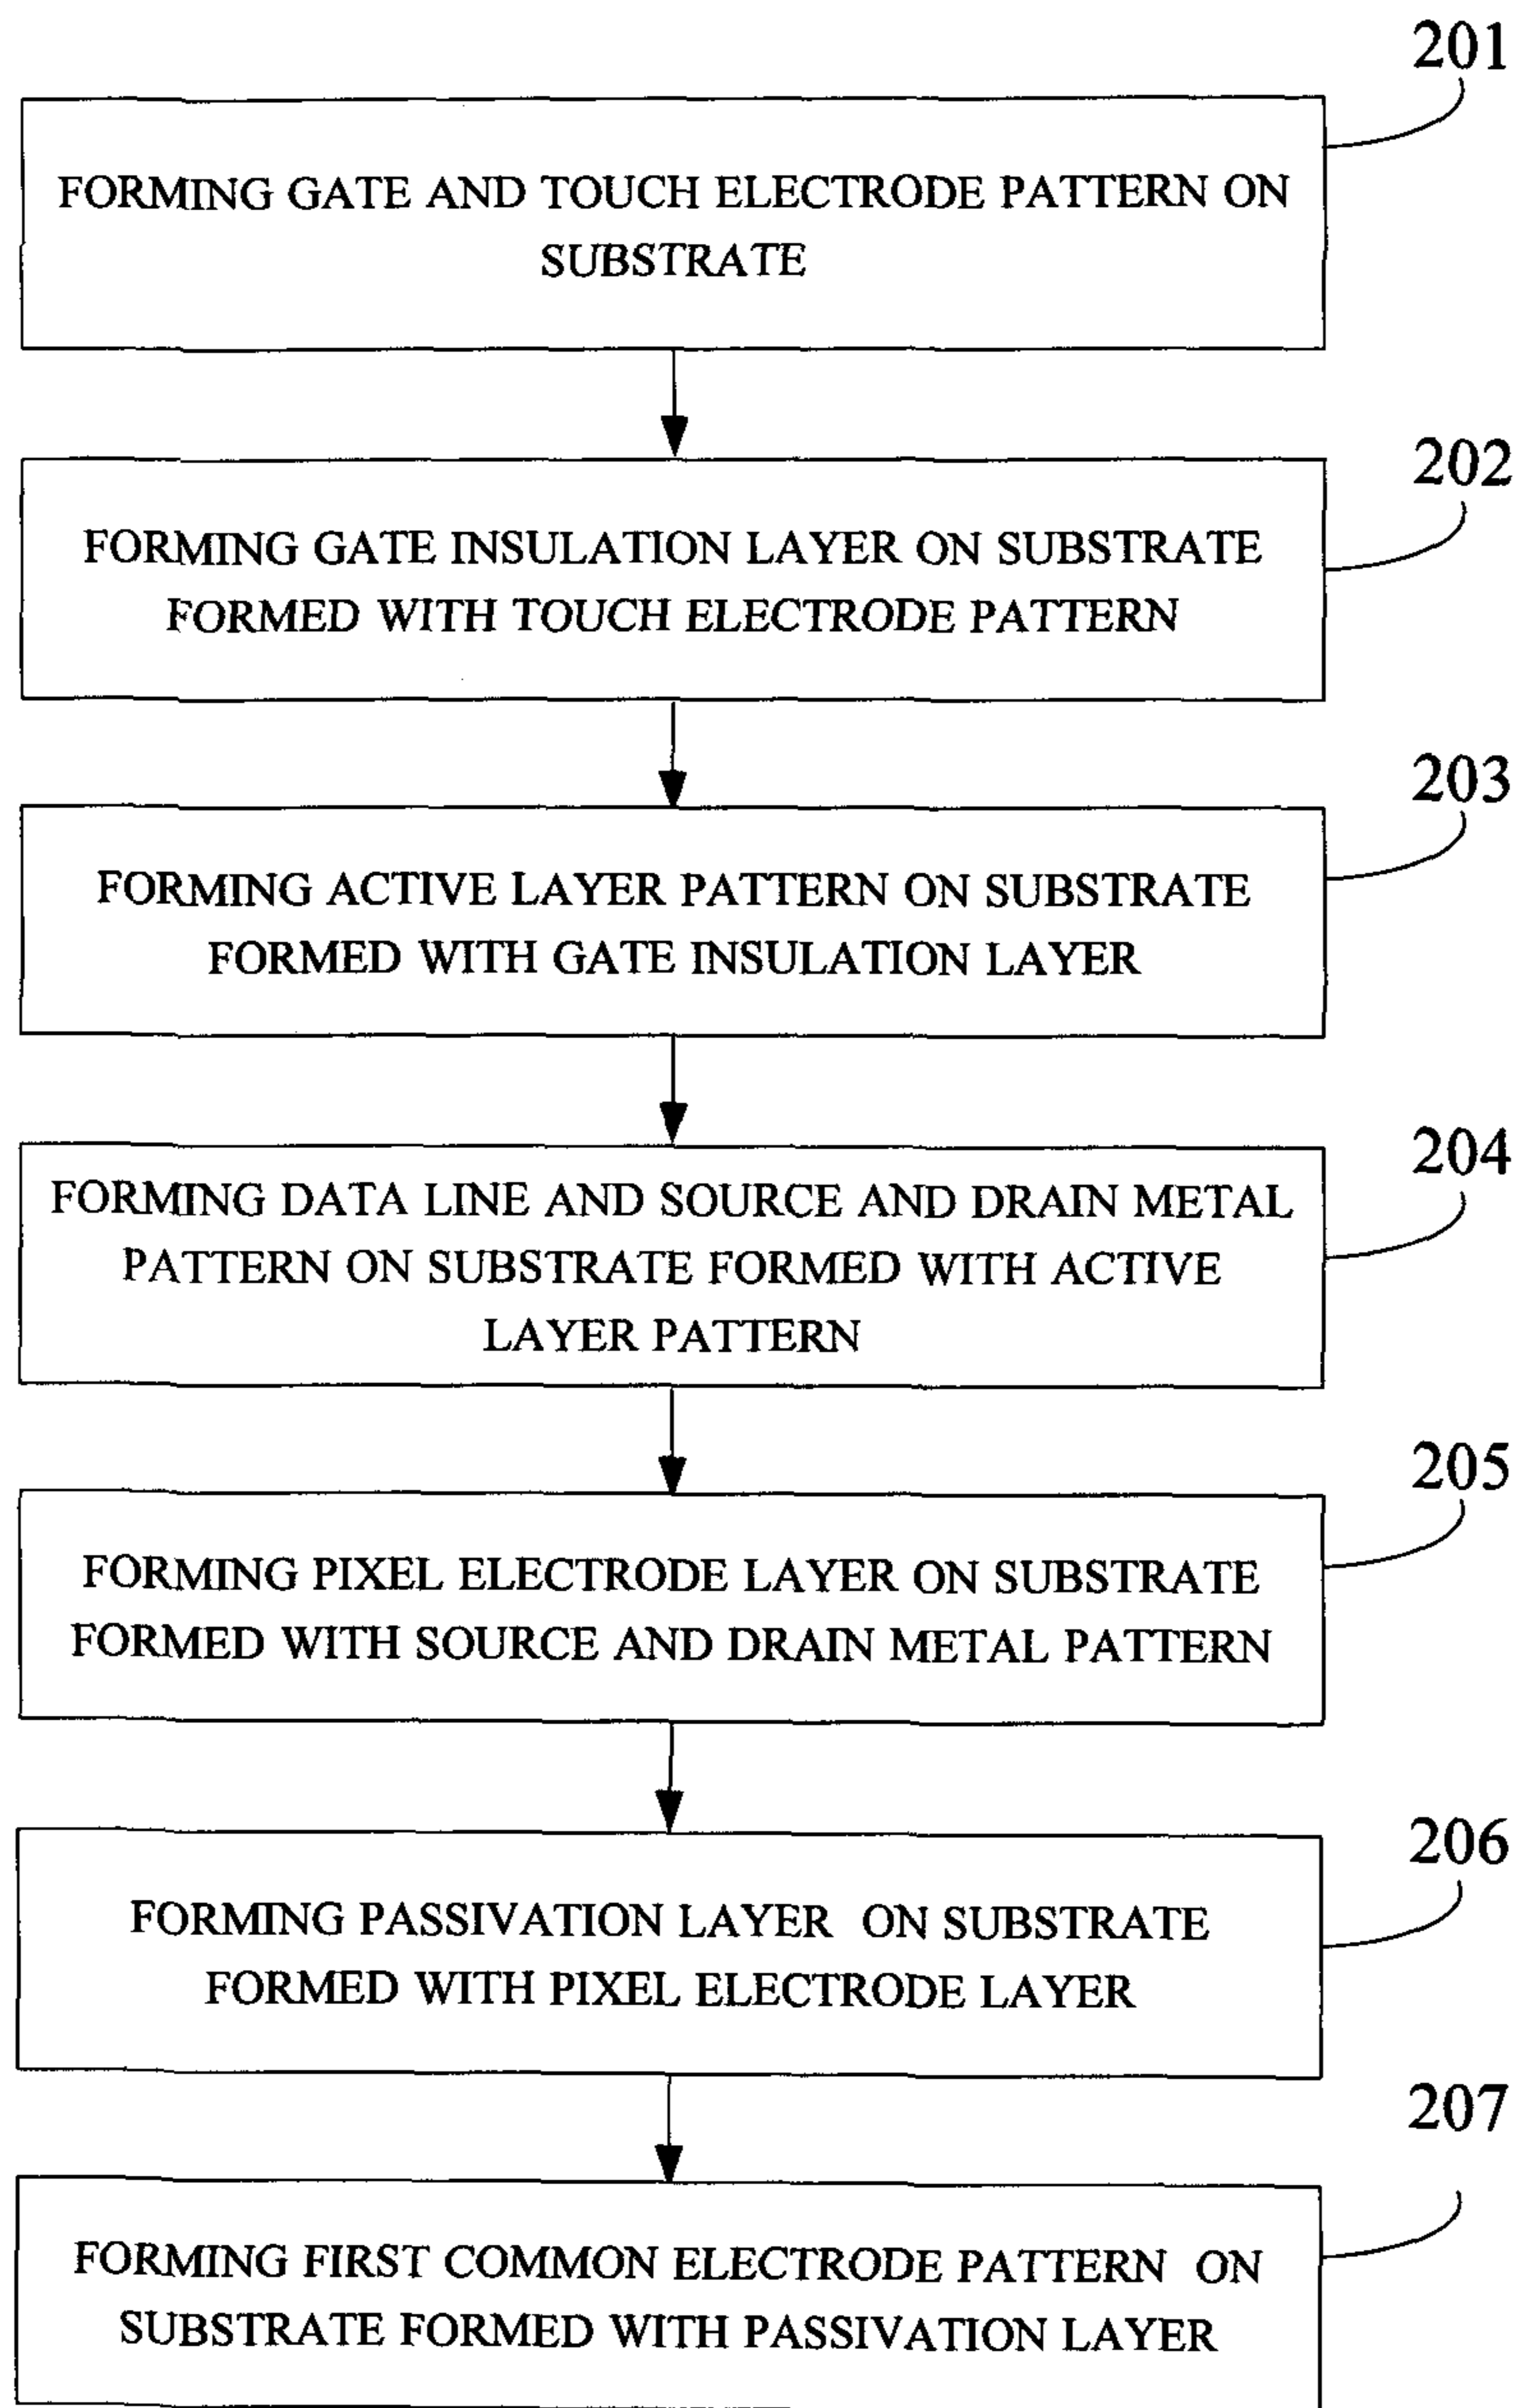 201
FORMING GATE AND TOUCH ELECTRODE PATTERN ON
SUBSTRATE
202
FORMING GATE INSULATION LAYER ON SUBSTRATE
FORMED WITH TOUCH ELECTRODE PATTERN
203
FORMING ACTIVE LAYER PATTERN ON SUBSTRATE
FORMED WITH GATE INSULATION LAYER
204
FORMING DATA LINE AND SOURCE AND DRAIN METAL
PATTERN ON SUBSTRATE FORMED WITH ACTIVE
LAYER PATTERN
205
FORMING PIXEL ELECTRODE LAYER ON SUBSTRATE
FORMED WITH SOURCE AND DRAIN METAL PATTERN
206
FORMING PASSIVATION LAYER ON SUBSTRATE
FORMED WITH PIXEL ELECTRODE LAYER
207
FORMING FIRST COMMON ELECTRODE PATTERN ON
SUBSTRATE FORMED WITH PASSIVATION LAYER